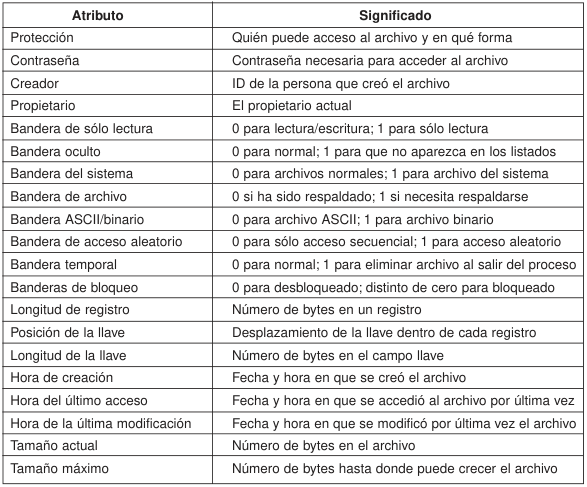 Atributo Significado
Protección Quién puede acceso al archivo y en qué forma
Contraseña Contraseña necesaria para acceder al archivo
Creador ID de la persona que creó el archivo
Propietario El propietario actual
Bandera de sólo lectura 0 para lectura/escritura; 1 para sólo lectura
Bandera oculto 0 para normal; 1 para que no aparezca en los listados
Bandera del sistema 0 para archivos normales; 1 para archivo del sistema
Bandera de archivo 0 si ha sido respaldado; 1 si necesita respaldarse
Bandera ASCII/binario 0 para archivo ASCII; 1 para archivo binario
Bandera de acceso aleatorio 0 para sólo acceso secuencial; 1 para acceso aleatorio
Bandera temporal 0 para normal; 1 para eliminar archivo al salir del proceso
Banderas de bloqueo 0 para desbloqueado; distinto de cero para bloqueado
Longitud de registro Número de bytes en un registro
Posición de la llave Desplazamiento de la llave dentro de cada registro
Longitud de la llave Número de bytes en el campo llave
Hora de creación Fecha y hora en que se creó el archivo
Hora del último acceso Fecha y hora en que se accedió al archivo por última vez
Hora de la última modificación Fecha y hora en que se modificó por última vez el archivo
Tamaño actual Número de bytes en el archivo
Tamaño máximo Número de bytes hasta donde puede crecer el archivo